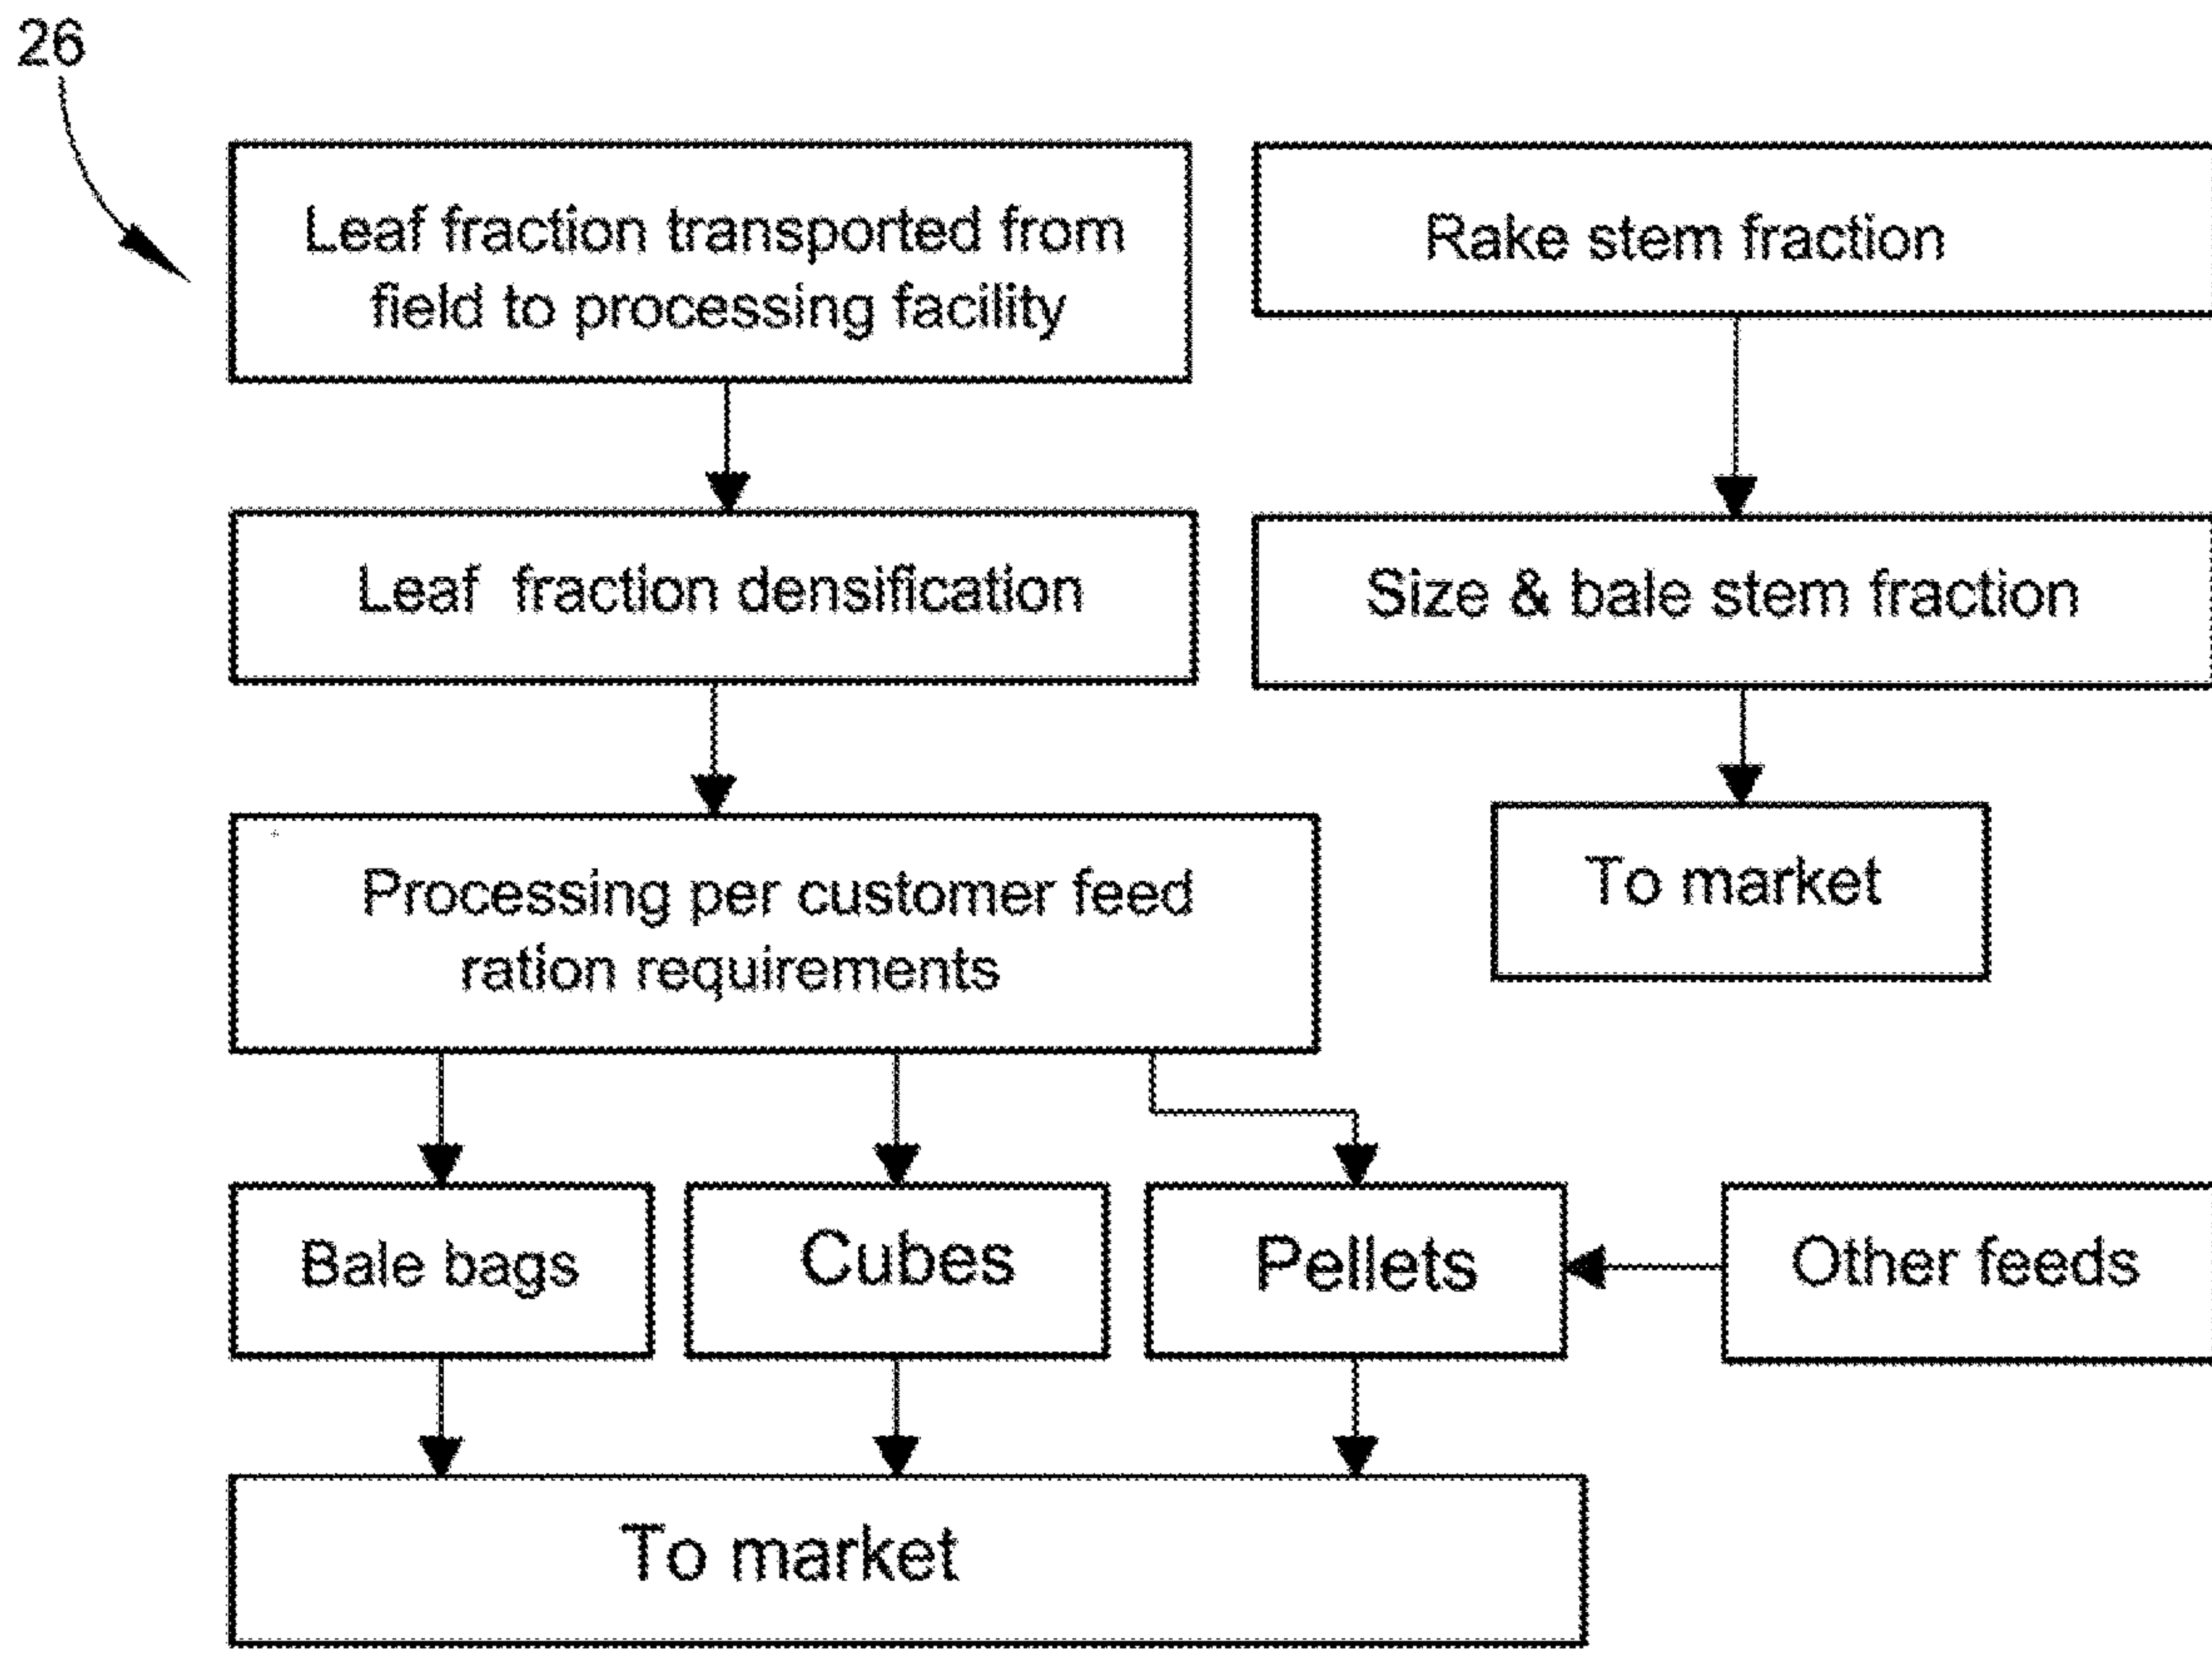 26
Leaf fraction transported from
field to processing facility
Rake stem fraction
Leaf fraction densification
Size & bale stem fraction
Processing per customer feed
ration requirements
To market
Bale bags
Cubes
Pellets
Other feeds
To market